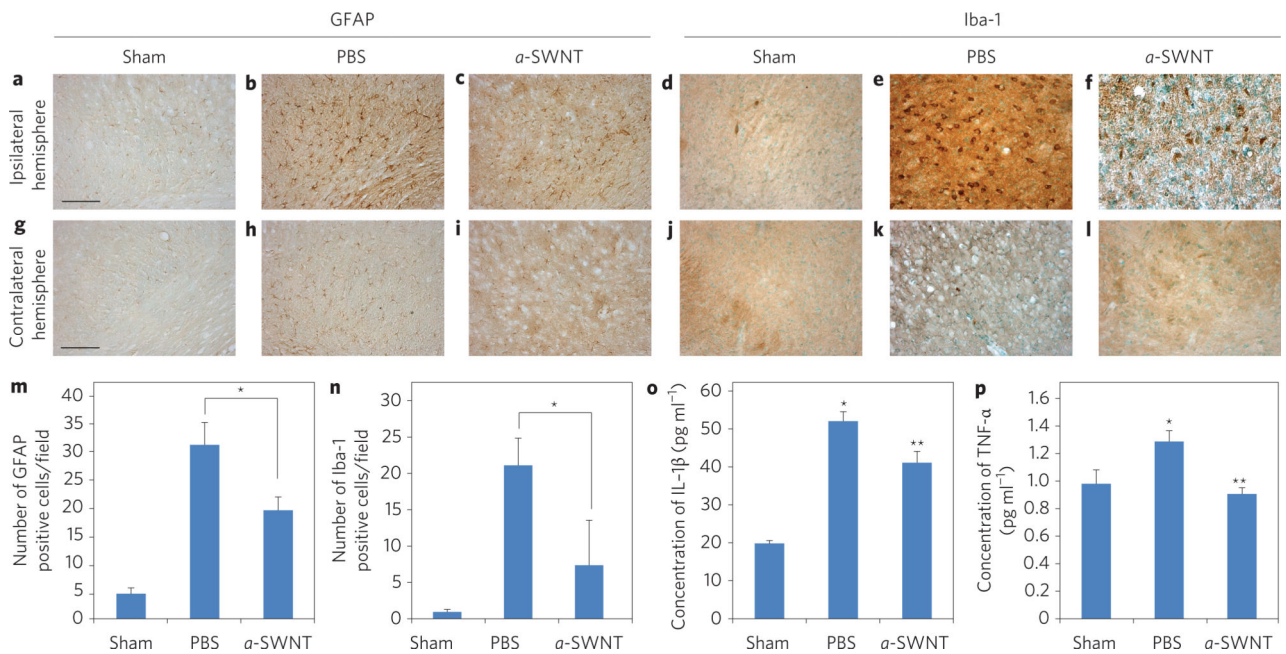 GFAP Iba-1
Sham PBS a-SWNT Sham PBS a-SWNT
a b c d e f
Ipsilateral
hemisphere
g h i j k l
Contralateral
hemisphere
m
Number of GFAP
positive cells/field
40
35
30
25
20
15
10
5
0
*
Sham PBS a-SWNT
n
Number of Iba-1
positive cells/field
30
25
20
15
10
5
0
*
Sham PBS a-SWNT
o
Concentration of IL-1β (pg ml⁻¹)
60
50
40
30
20
10
0
*
**
Sham PBS a-SWNT
p
Concentration of TNF-α
(pg ml⁻¹)
1.6
1.4
1.2
1.0
0.8
0.6
0.4
0.2
0
*
**
Sham PBS a-SWNT